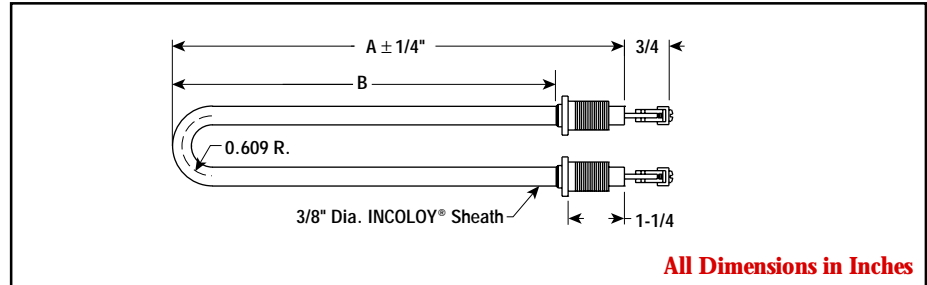 A ± 1/4"
3/4
B
0.609 R.
3/8" Dia. INCOLOY® Sheath
1-1/4
All Dimensions in Inches